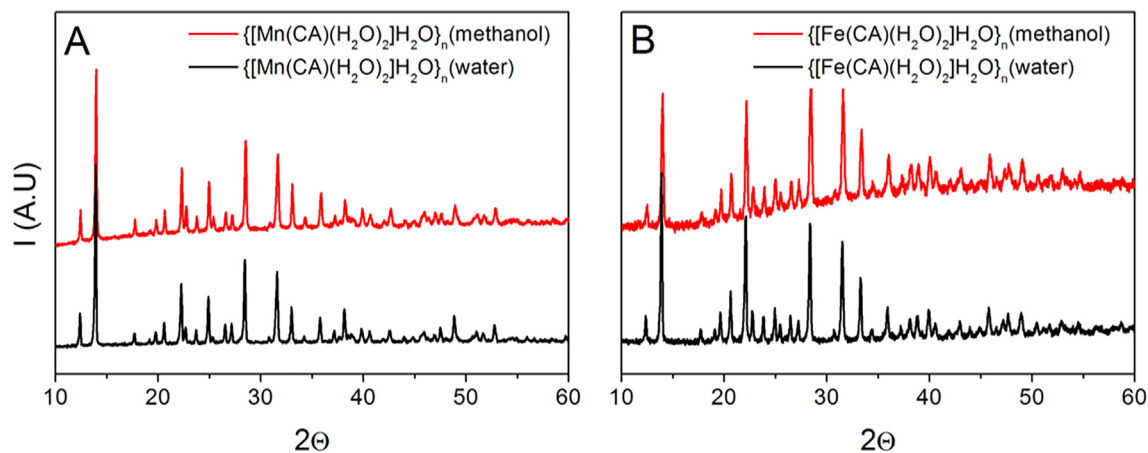 A
{[Mn(CA)(H₂O)₂]H₂O}ₙ(methanol)
{[Mn(CA)(H₂O)₂]H₂O}ₙ(water)
I (A.U)
10 20 30 40 50 60
2Θ
B
{[Fe(CA)(H₂O)₂]H₂O}ₙ(methanol)
{[Fe(CA)(H₂O)₂]H₂O}ₙ(water)
10 20 30 40 50 60
2Θ